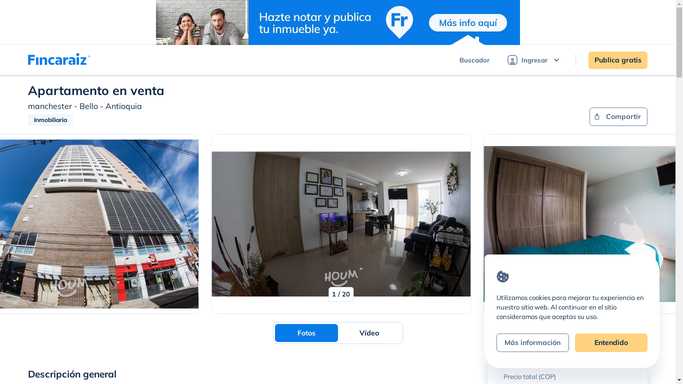 Hazte notar y publica
tu inmueble ya.
Fr
Más info aquí
Fincaraiz
Buscador
Ingresar
Publica gratis
Apartamento en venta
manchester - Bello - Antioquia
Inmobiliaria
Compartir
HOUM
HOUM
1 / 20
Fotos
Vídeo
Utilizamos cookies para mejorar tu experiencia en
nuestro sitio web. Al continuar en el sitio
consideramos que aceptas su uso.
Más información
Entendido
Descripción general
Precio total (COP)